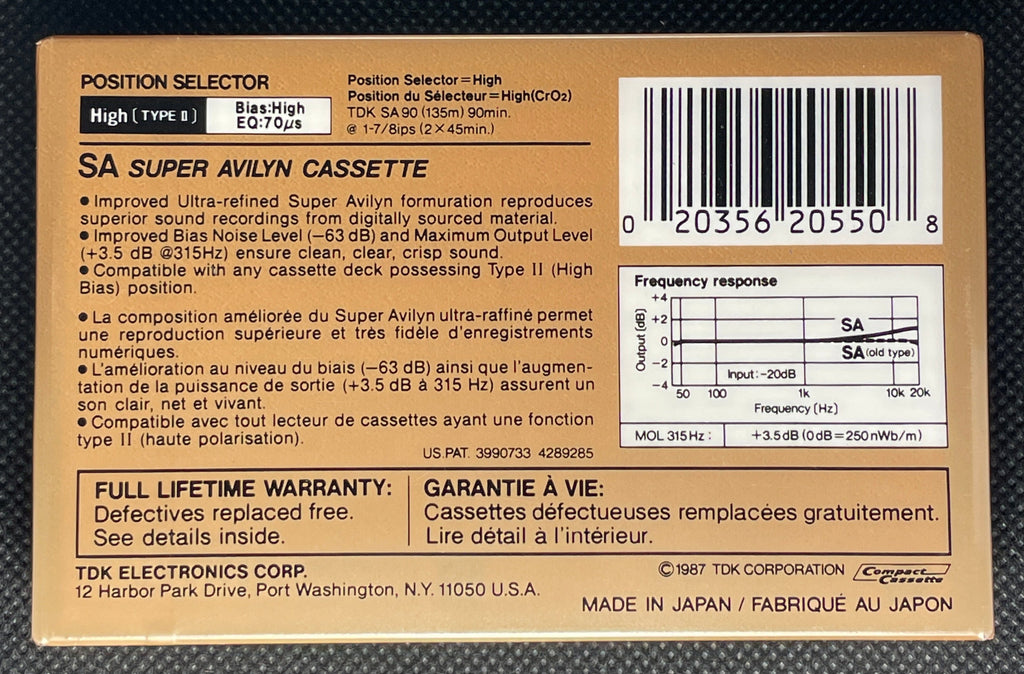 POSITION SELECTOR
High (TYPE II)
Bias:High
EQ:70μs
Position Selector=High
Position du Sélecteur=High(CrO2)
TDK SA90 (135m) 90min.
@ 1-7/8ips (2×45min.)
SA SUPER AVILYN CASSETTE
● Improved Ultra-refined Super Avilyn formuration reproduces
superior sound recordings from digitally sourced material.
● Improved Bias Noise Level (−63 dB) and Maximum Output Level
(+3.5 dB @315Hz) ensure clean, clear, crisp sound.
● Compatible with any cassette deck possessing Type II (High
Bias) position.
● La composition améliorée du Super Avilyn ultra-raffiné permet
une reproduction supérieure et très fidèle d'enregistrements
numériques.
● L'amélioration au niveau du biais (−63 dB) ainsi que l'augmen-
tation de la puissance de sortie (+3.5 dB à 315 Hz) assurent un
son clair, net et vivant.
● Compatible avec tout lecteur de cassettes ayant une fonction
type II (haute polarisation).
US.PAT. 3990733 4289285
0 20356 20550 8
Frequency response
Output (dB)
+4
+2
0
−2
−4
SA
SA (old type)
Input:−20dB
50 100 1k 10k 20k
Frequency (Hz)
MOL 315Hz: +3.5dB (0dB=250nWb/m)
FULL LIFETIME WARRANTY:
Defectives replaced free.
See details inside.
GARANTIE À VIE:
Cassettes défectueuses remplacées gratuitement.
Lire détail à l'intérieur.
TDK ELECTRONICS CORP.
12 Harbor Park Drive, Port Washington, N.Y. 11050 U.S.A.
©1987 TDK CORPORATION
Compact
Cassette
MADE IN JAPAN / FABRIQUÉ AU JAPON